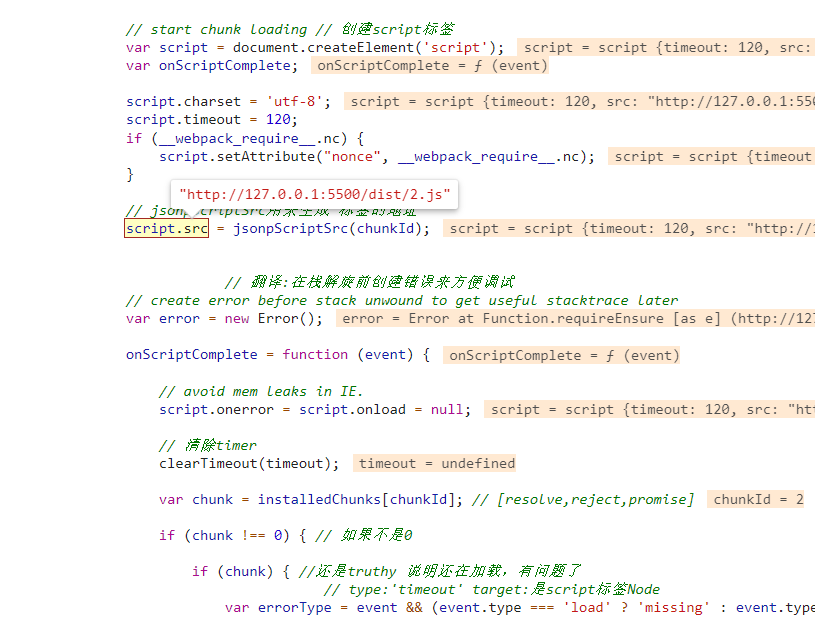 // start chunk loading // 创建script标签
var script = document.createElement('script'); script = script {timeout: 120, src:
var onScriptComplete; onScriptComplete = ƒ (event)
script.charset = 'utf-8'; script = script {timeout: 120, src: "http://127.0.0.1:550
script.timeout = 120;
if (__webpack_require__.nc) {
script.setAttribute("nonce", __webpack_require__.nc); script = script {timeout
}
"http://127.0.0.1:5500/dist/2.js"
// jsonpScriptSrc用来生成 标签的地址
script.src = jsonpScriptSrc(chunkId); script = script {timeout: 120, src: "http://1
// 翻译:在栈解旋前创建错误来方便调试
// create error before stack unwound to get useful stacktrace later
var error = new Error(); error = Error at Function.requireEnsure [as e] (http://127
onScriptComplete = function (event) { onScriptComplete = ƒ (event)
// avoid mem leaks in IE.
script.onerror = script.onload = null; script = script {timeout: 120, src: "htt
// 清除timer
clearTimeout(timeout); timeout = undefined
var chunk = installedChunks[chunkId]; // [resolve,reject,promise] chunkId = 2
if (chunk !== 0) { // 如果不是0
if (chunk) { //还是truthy 说明还在加载，有问题了
// type:'timeout' target:是script标签Node
var errorType = event && (event.type === 'load' ? 'missing' : event.type